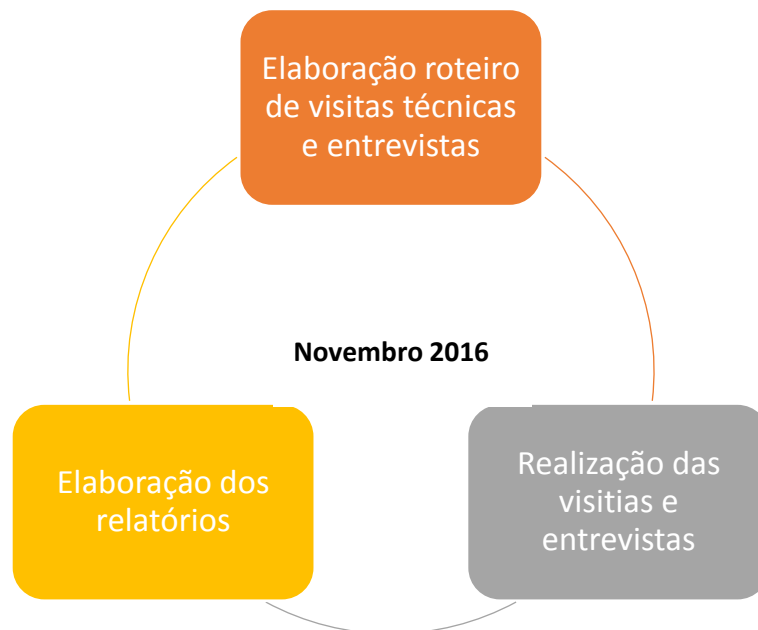 Elaboração roteiro
de visitas técnicas
e entrevistas
Novembro 2016
Elaboração dos
relatórios
Realização das
visitias e
entrevistas